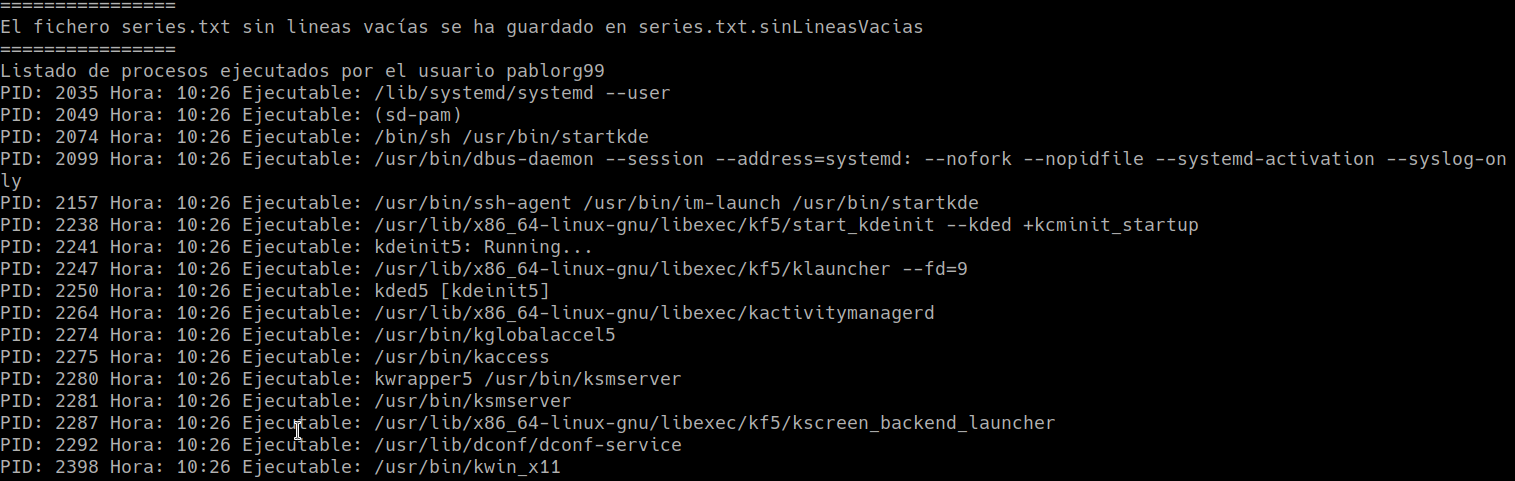 ================
El fichero series.txt sin lineas vacías se ha guardado en series.txt.sinLineasVacias
================
Listado de procesos ejecutados por el usuario pablorg99
PID: 2035 Hora: 10:26 Ejecutable: /lib/systemd/systemd --user
PID: 2049 Hora: 10:26 Ejecutable: (sd-pam)
PID: 2074 Hora: 10:26 Ejecutable: /bin/sh /usr/bin/startkde
PID: 2099 Hora: 10:26 Ejecutable: /usr/bin/dbus-daemon --session --address=systemd: --nofork --nopidfile --systemd-activation --syslog-on
ly
PID: 2157 Hora: 10:26 Ejecutable: /usr/bin/ssh-agent /usr/bin/im-launch /usr/bin/startkde
PID: 2238 Hora: 10:26 Ejecutable: /usr/lib/x86_64-linux-gnu/libexec/kf5/start_kdeinit --kded +kcminit_startup
PID: 2241 Hora: 10:26 Ejecutable: kdeinit5: Running...
PID: 2247 Hora: 10:26 Ejecutable: /usr/lib/x86_64-linux-gnu/libexec/kf5/klauncher --fd=9
PID: 2250 Hora: 10:26 Ejecutable: kded5 [kdeinit5]
PID: 2264 Hora: 10:26 Ejecutable: /usr/lib/x86_64-linux-gnu/libexec/kactivitymanagerd
PID: 2274 Hora: 10:26 Ejecutable: /usr/bin/kglobalaccel5
PID: 2275 Hora: 10:26 Ejecutable: /usr/bin/kaccess
PID: 2280 Hora: 10:26 Ejecutable: kwrapper5 /usr/bin/ksmserver
PID: 2281 Hora: 10:26 Ejecutable: /usr/bin/ksmserver
PID: 2287 Hora: 10:26 Ejecutable: /usr/lib/x86_64-linux-gnu/libexec/kf5/kscreen_backend_launcher
PID: 2292 Hora: 10:26 Ejecutable: /usr/lib/dconf/dconf-service
PID: 2398 Hora: 10:26 Ejecutable: /usr/bin/kwin_x11